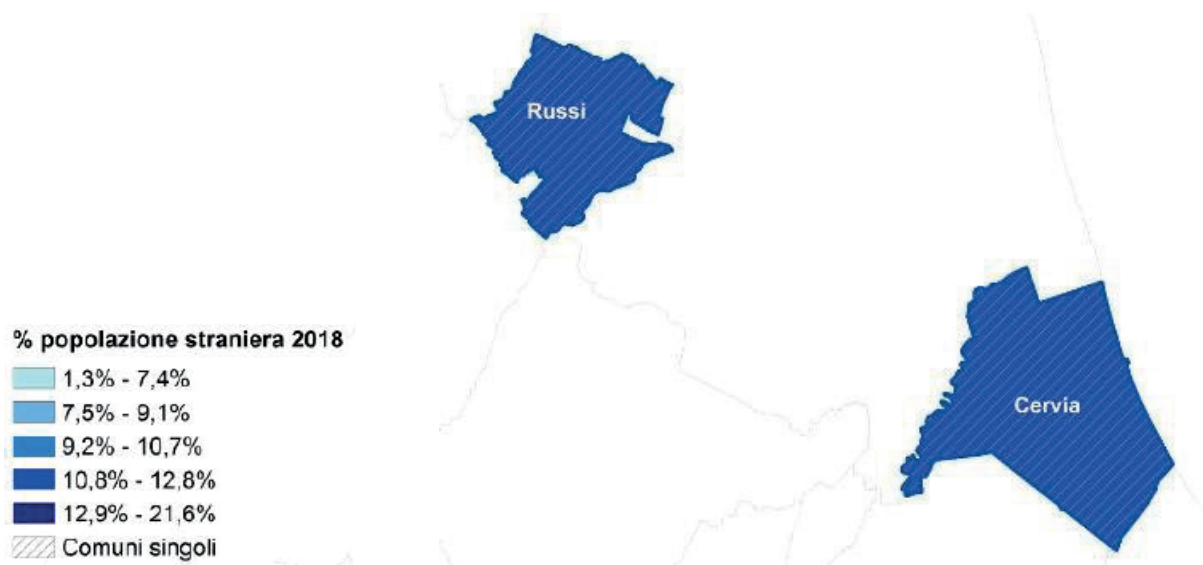 Russi
Cervia
% popolazione straniera 2018
1,3% - 7,4%
7,5% - 9,1%
9,2% - 10,7%
10,8% - 12,8%
12,9% - 21,6%
Comuni singoli